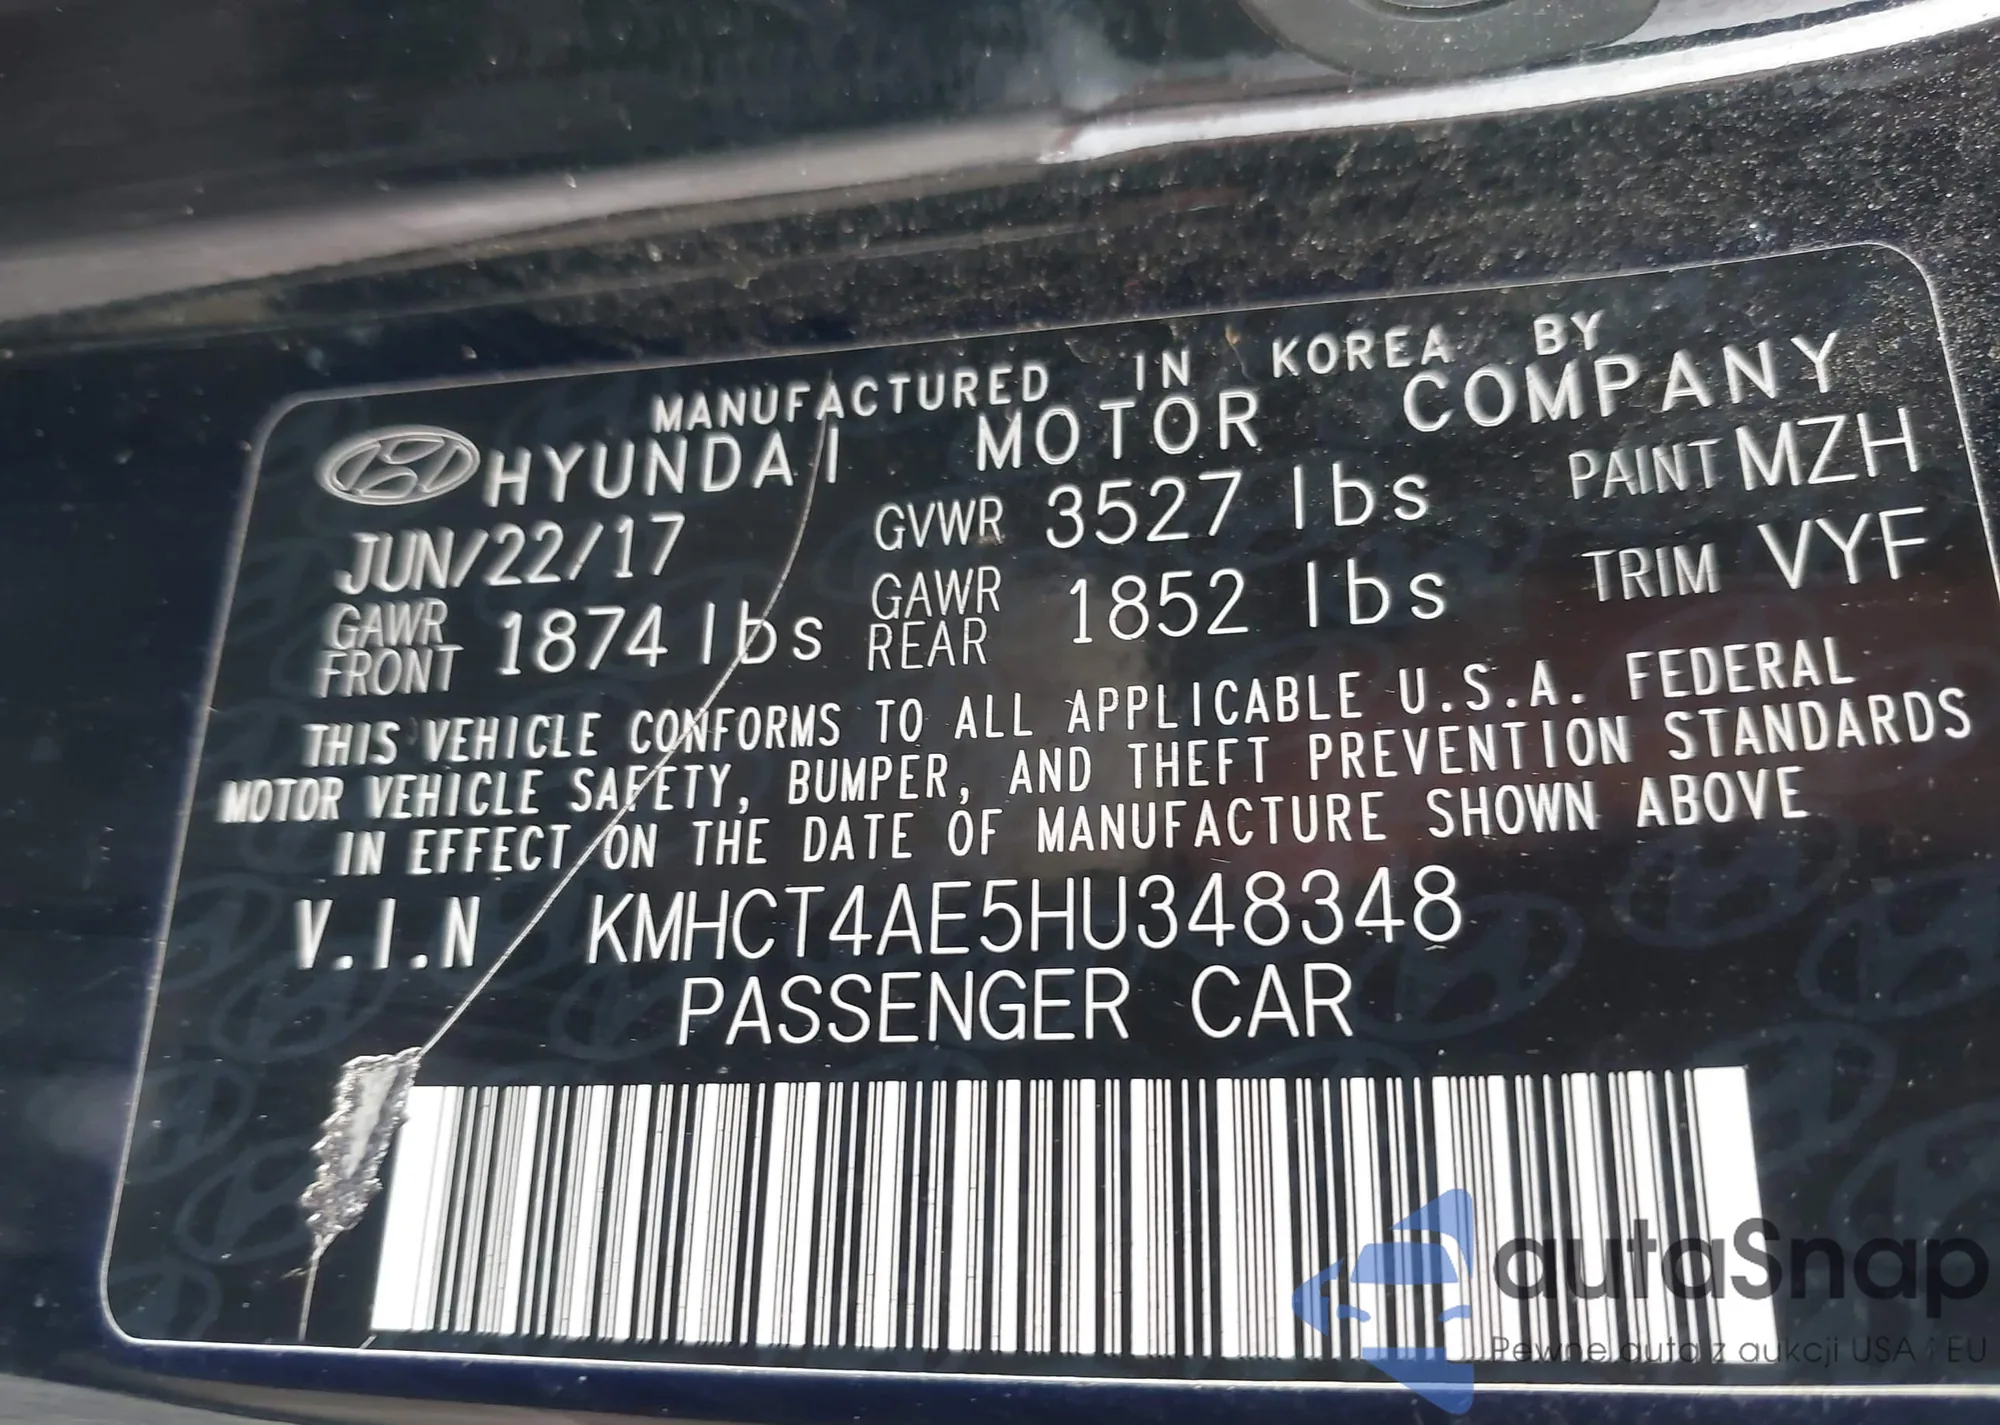 MANUFACTURED IN KOREA BY
HYUNDAI MOTOR COMPANY
JUN/22/17 GVWR 3527 lbs PAINT MZH
GAWR FRONT 1874 lbs GAWR REAR 1852 lbs TRIM VYF
THIS VEHICLE CONFORMS TO ALL APPLICABLE U.S.A. FEDERAL
MOTOR VEHICLE SAFETY, BUMPER, AND THEFT PREVENTION STANDARDS
IN EFFECT ON THE DATE OF MANUFACTURE SHOWN ABOVE
V.I.N KMHCT4AE5HU348348
PASSENGER CAR
autaSnap
Pewne auta z aukcji USA i EU